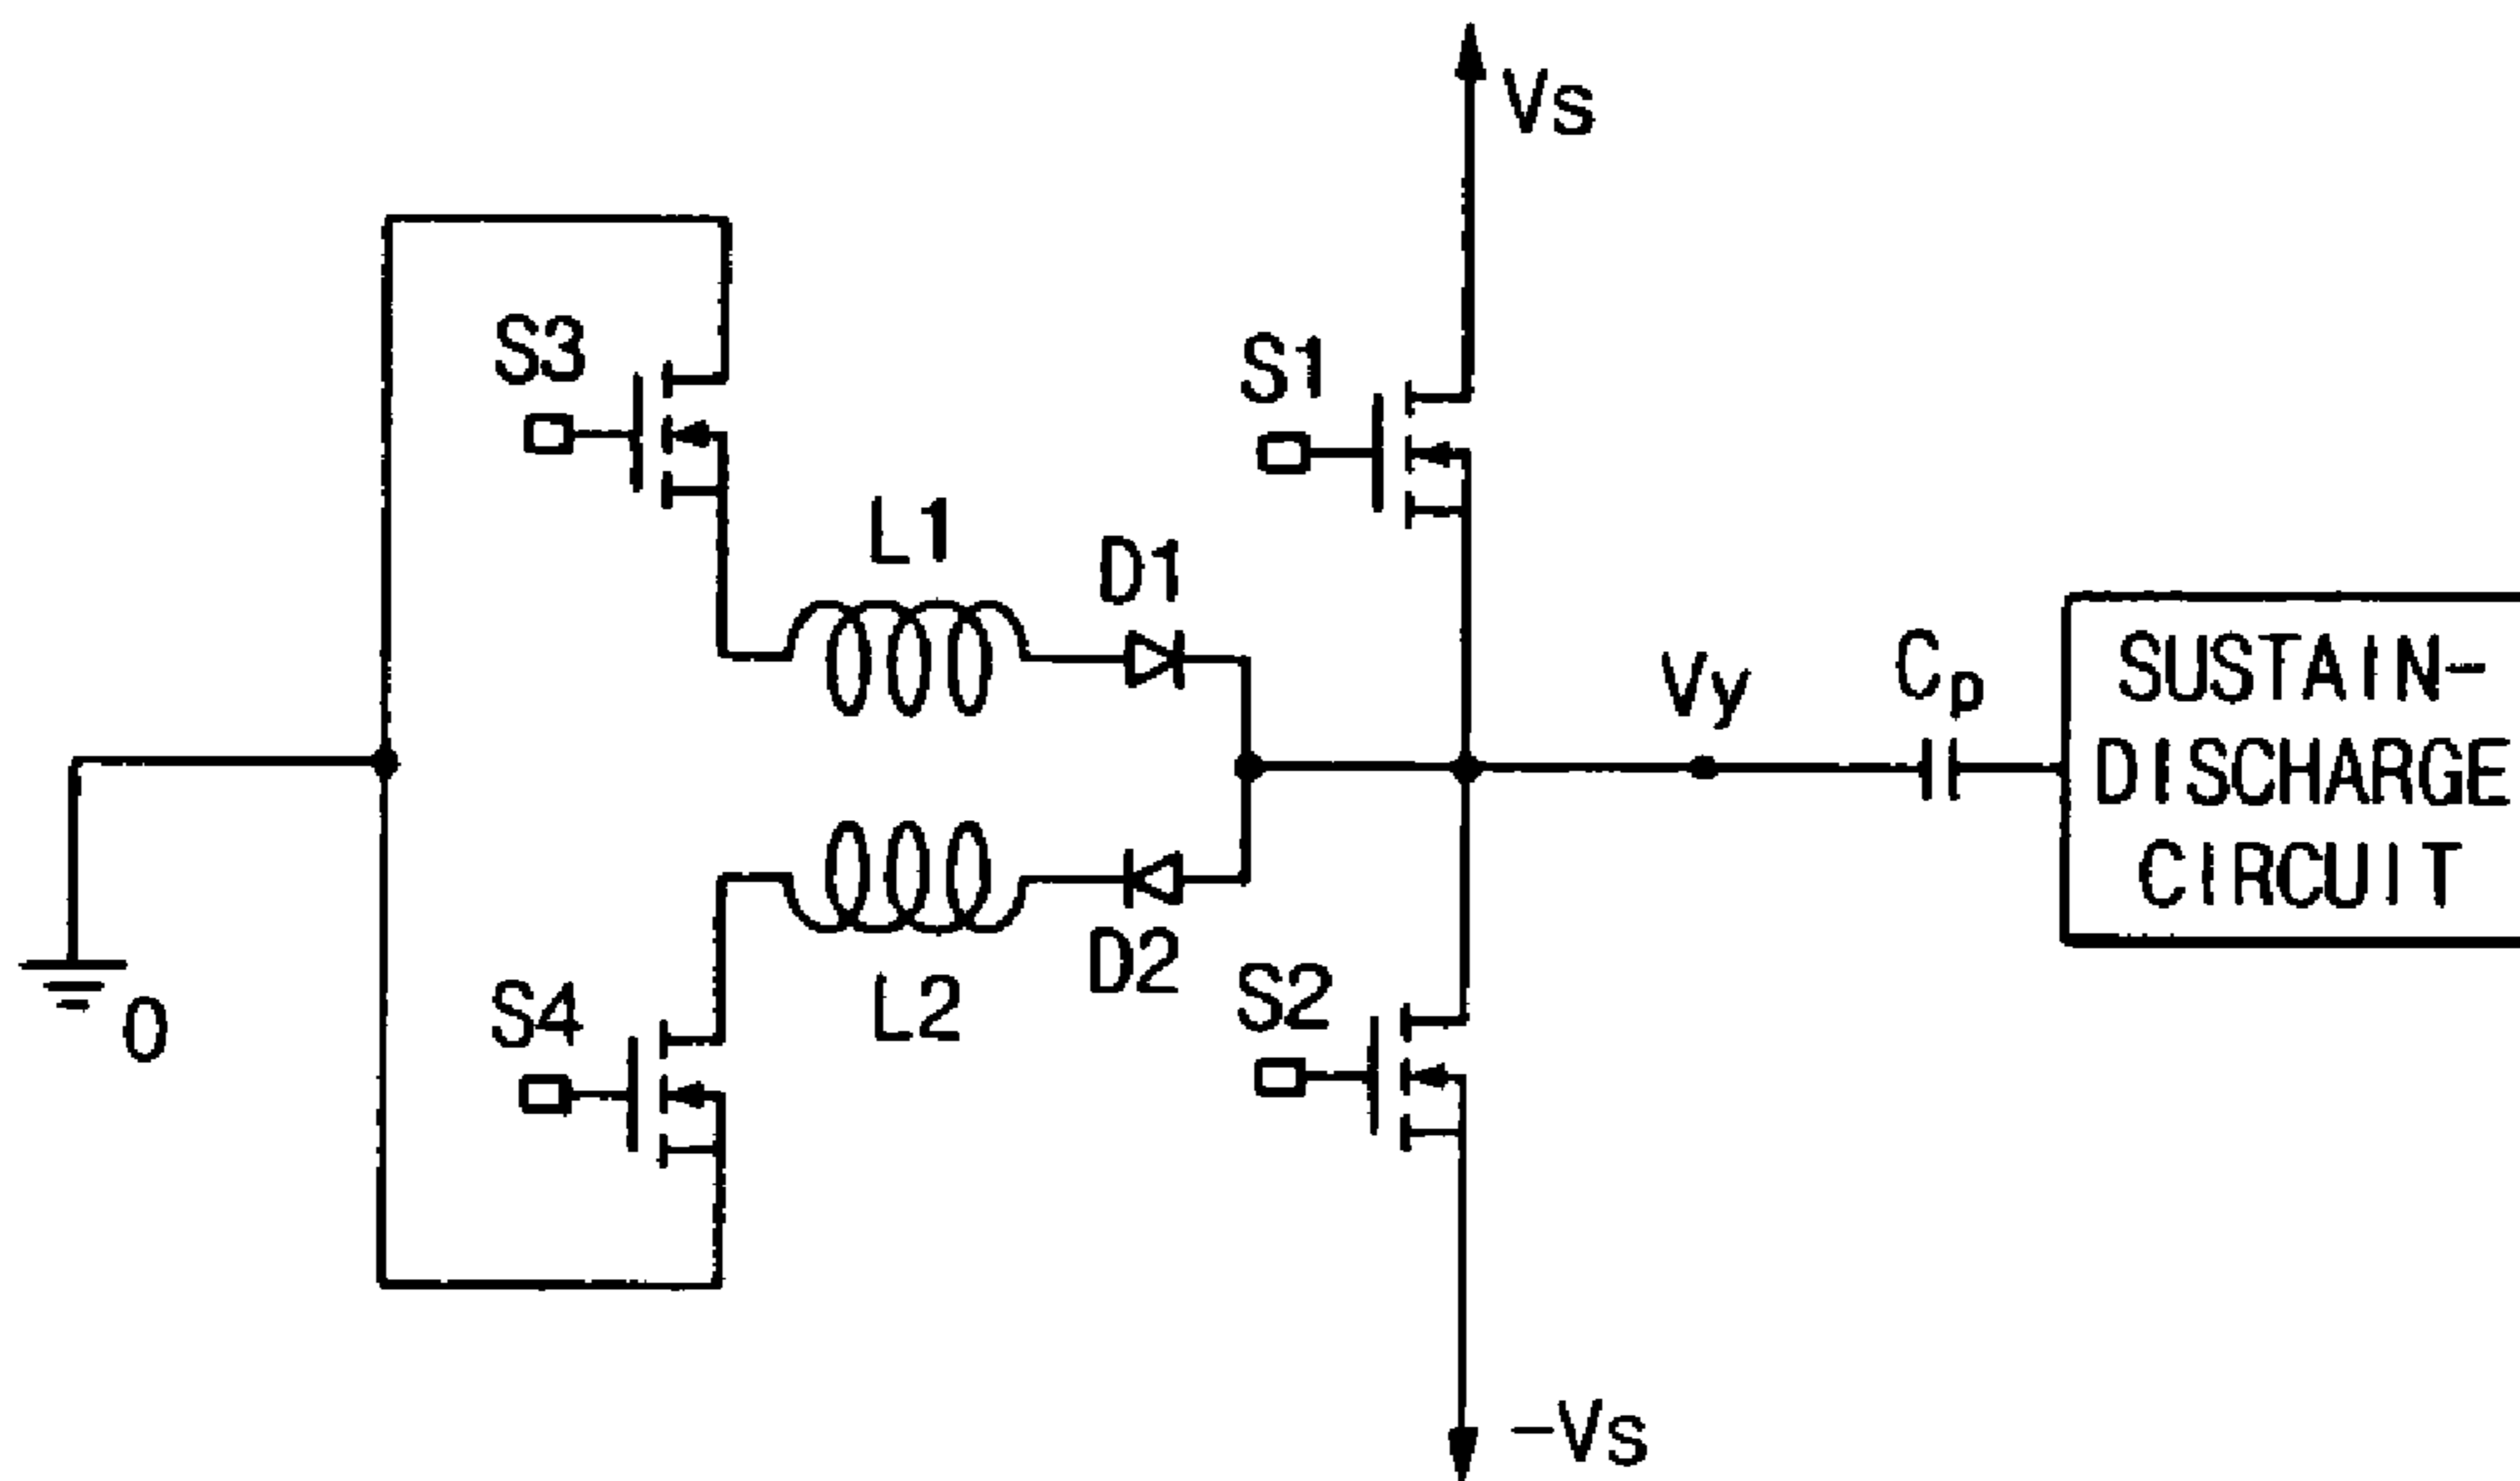 Vs
S3
S1
L1
D1
Vy
Cp
SUSTAIN-
DISCHARGE
CIRCUIT
D2
L2
S2
S4
0
-Vs